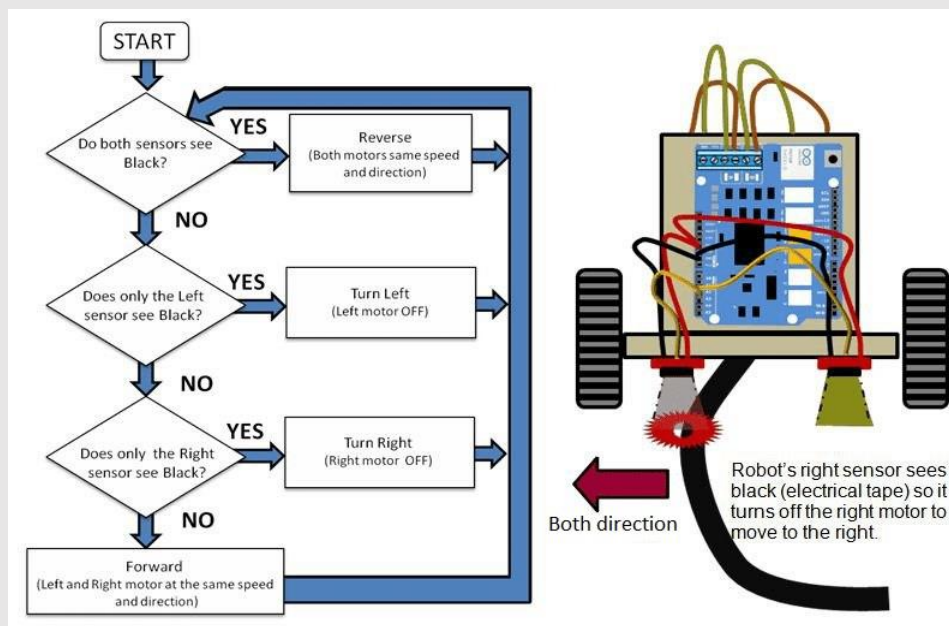 START
Do both sensors see
Black?
YES
Reverse
(Both motors same speed
and direction)
NO
Does only the Left
sensor see Black?
YES
Turn Left
(Left motor OFF)
NO
Does only the Right
sensor see Black?
YES
Turn Right
(Right motor OFF)
NO
Forward
(Left and Right motor at the same speed
and direction)
Both direction
Robot's right sensor sees
black (electrical tape) so it
turns off the right motor to
move to the right.